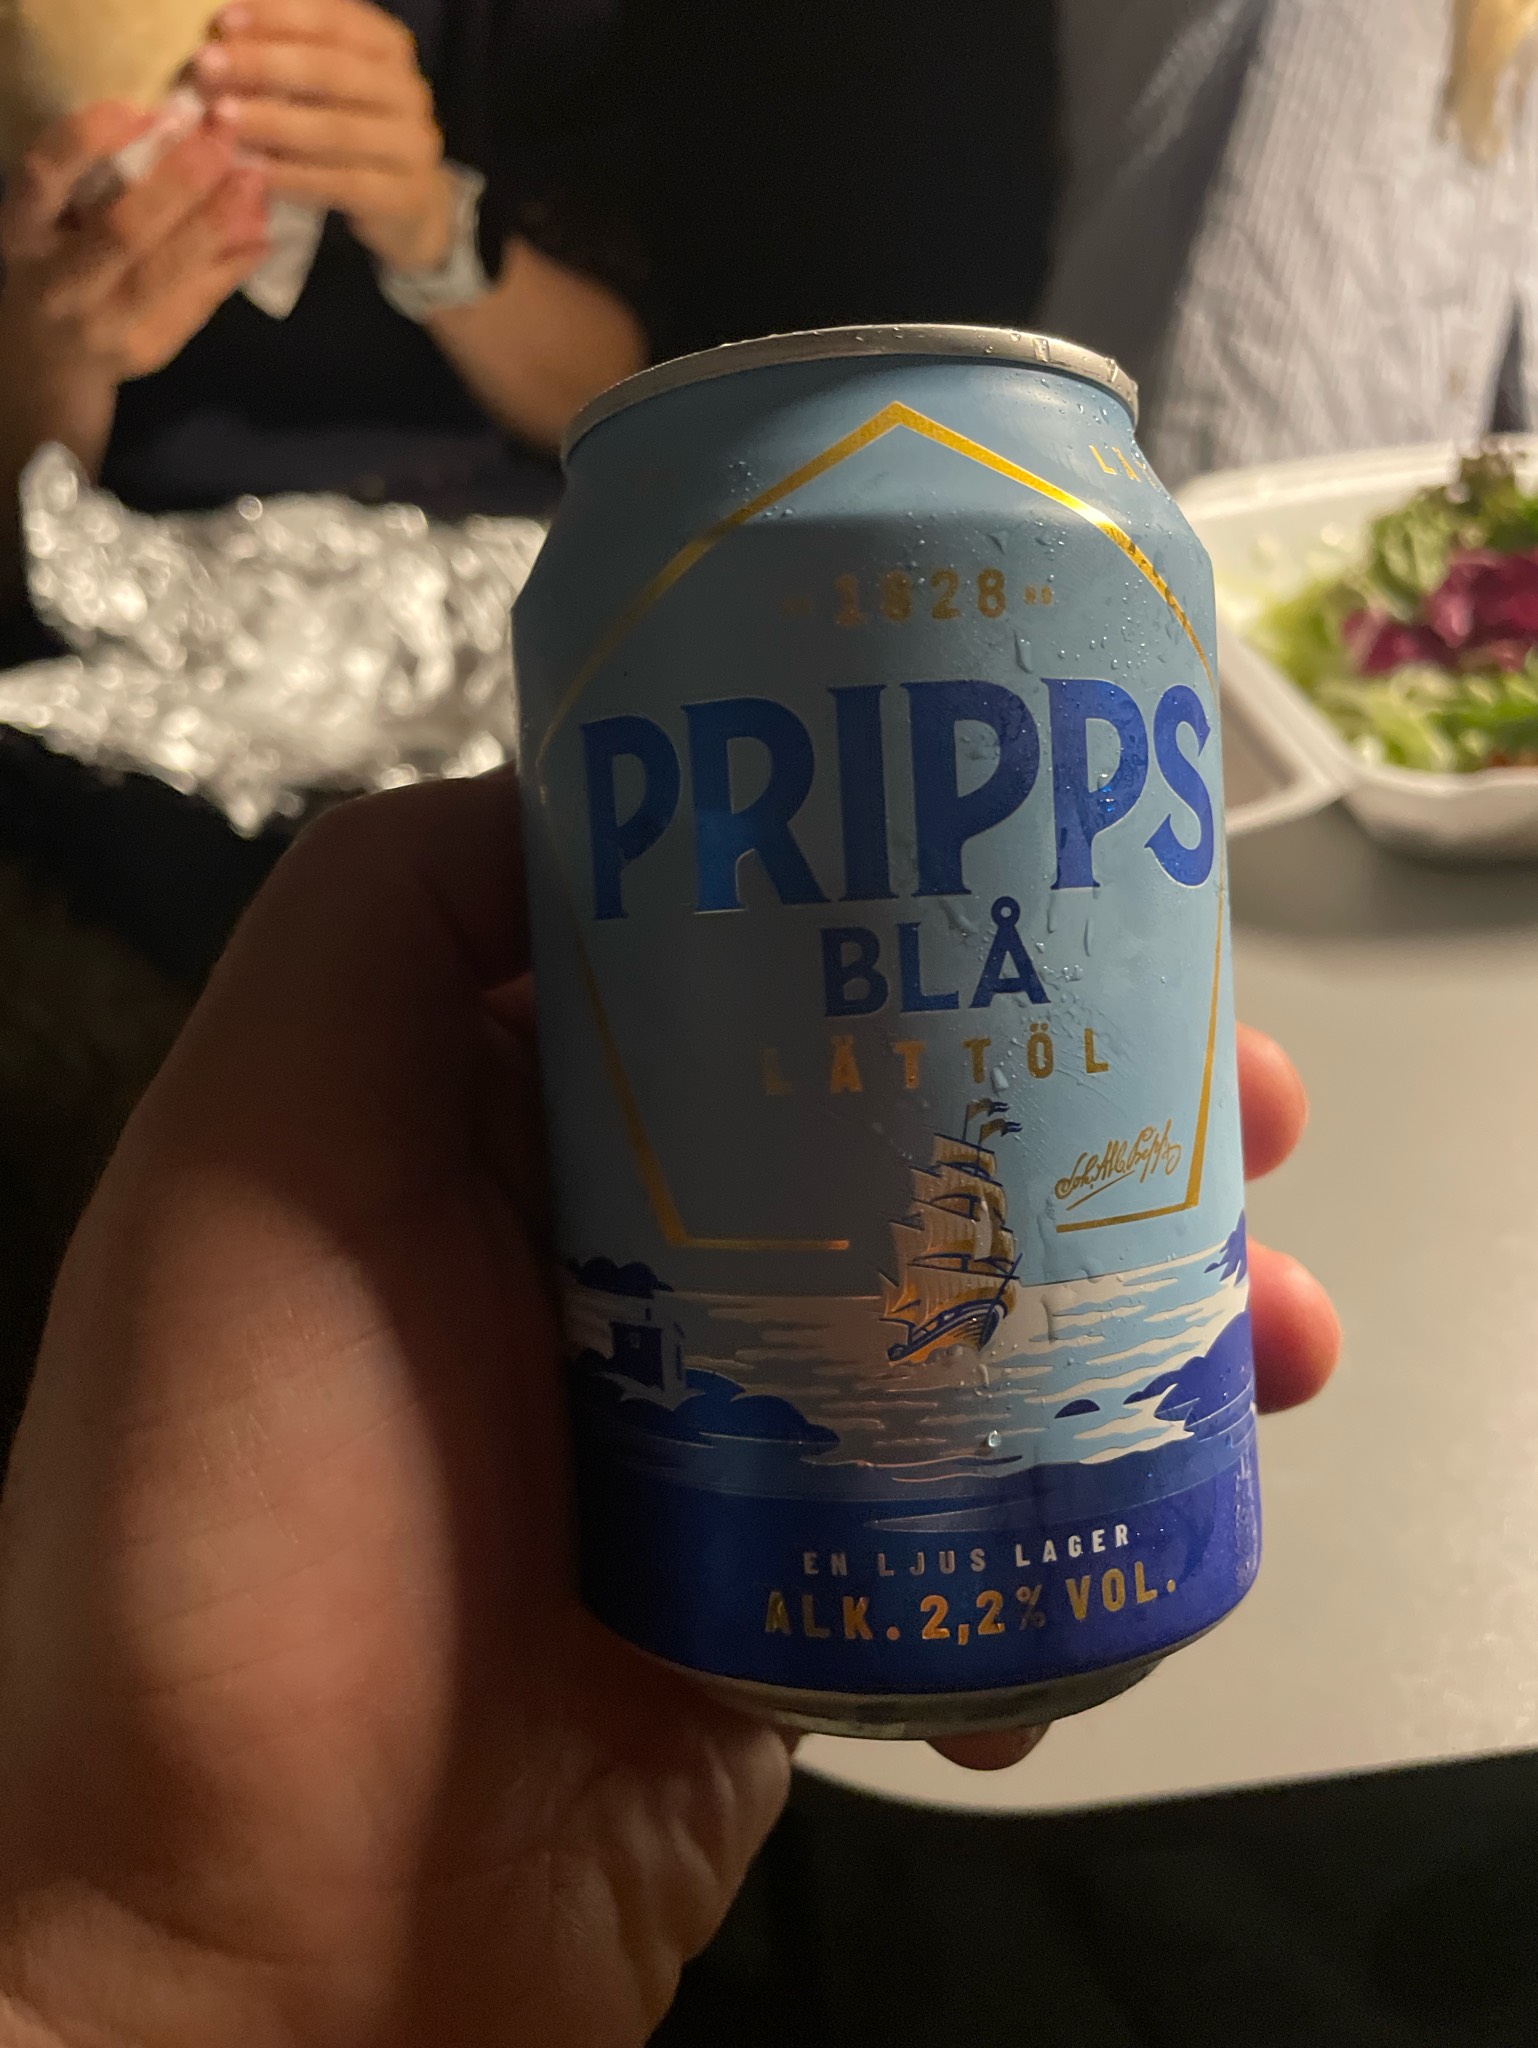 1828
PRIPPS
BLÅ
LÄTTÖL
EN LJUS LAGER
ALK. 2,2% VOL.